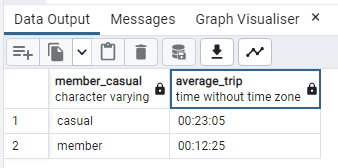 Data Output Messages Graph Visualiser ×
member_casual average_trip
character varying time without time zone
1 casual 00:23:05
2 member 00:12:25